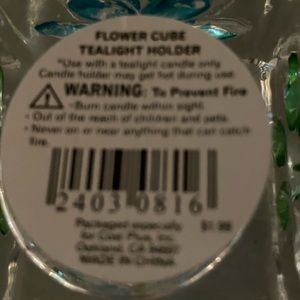 FLOWER CUBE
TEALIGHT HOLDER
*Use with a tealight candle only.
Candle holder may get hot during use.
WARNING: To Prevent Fire
•Burn candle within sight.
• Out of the reach of children and pets.
• Never on or near anything that can catch
fire.
2403 0816
Packaged especially
for Cost Plus, Inc.
Oakland, CA 94607
$1.99
MADE IN CHINA